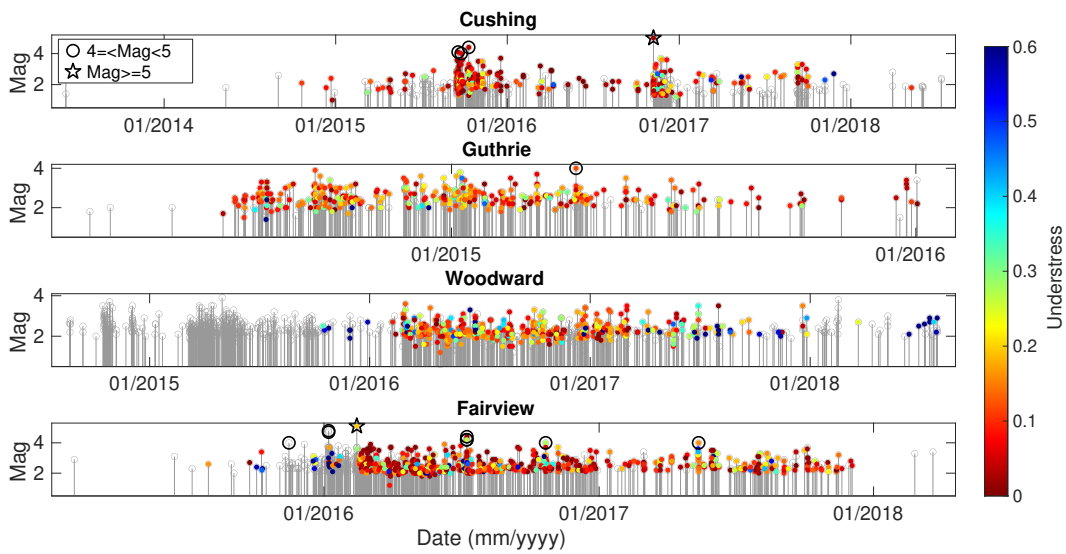 Cushing
4=<Mag<5
Mag>=5
Mag
4
2
01/2014
01/2015
01/2016
01/2017
01/2018
Guthrie
Mag
4
2
01/2015
01/2016
Woodward
Mag
4
2
01/2015
01/2016
01/2017
01/2018
Fairview
Mag
4
2
01/2016
01/2017
01/2018
Date (mm/yyyy)
0.6
0.5
0.4
0.3
0.2
0.1
0
Understress